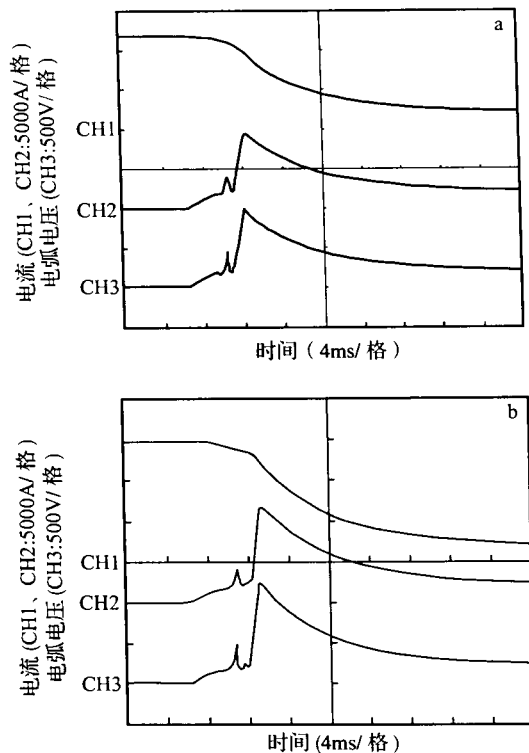 a
电流 (CH1、CH2:5000A/格)
电弧电压 (CH3:500V/格)
CH1
CH2
CH3
时间 ( 4ms/ 格 )
b
电流 (CH1、CH2:5000A/格)
电弧电压 (CH3:500V/格)
CH1
CH2
CH3
时间 (4ms/ 格)